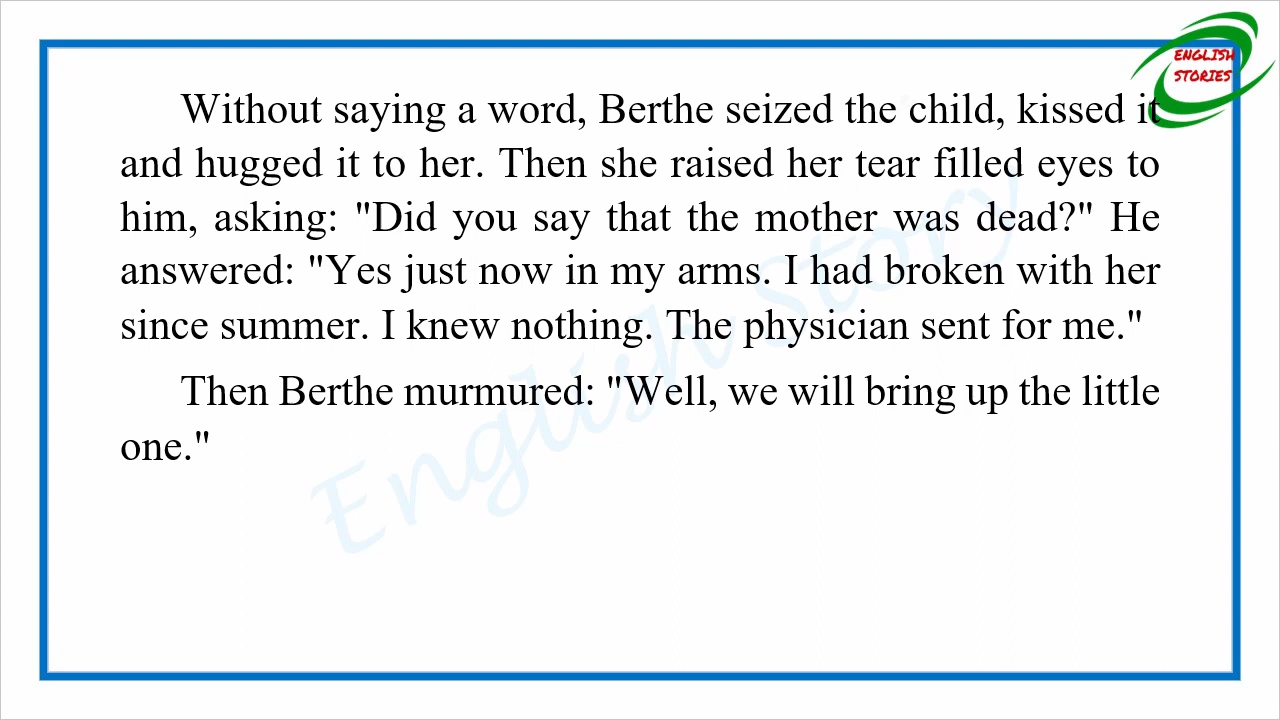 ENGLISH
STORIES
Without saying a word, Berthe seized the child, kissed it
and hugged it to her. Then she raised her tear filled eyes to
him, asking: "Did you say that the mother was dead?" He
answered: "Yes just now in my arms. I had broken with her
since summer. I knew nothing. The physician sent for me."
Then Berthe murmured: "Well, we will bring up the little
one."
English Story